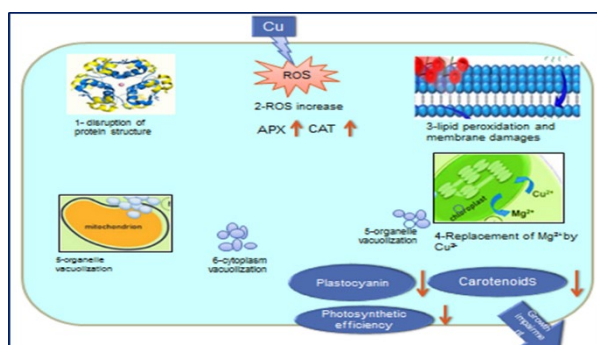 Cu
ROS
2-ROS increase
APX CAT
1- disruption of
protein structure
3-lipid peroxidation and
membrane damages
chloroplast
Cu²⁺
Mg²⁺
mitochondrion
5-organelle
vacuolization
6-cytoplasm
vacuolization
5-organelle
vacuolization
4-Replacement of Mg²⁺by
Cu²⁺
Plastocyanin
CarotenoidS
Photosynthetic
efficiency
Growth
impairme